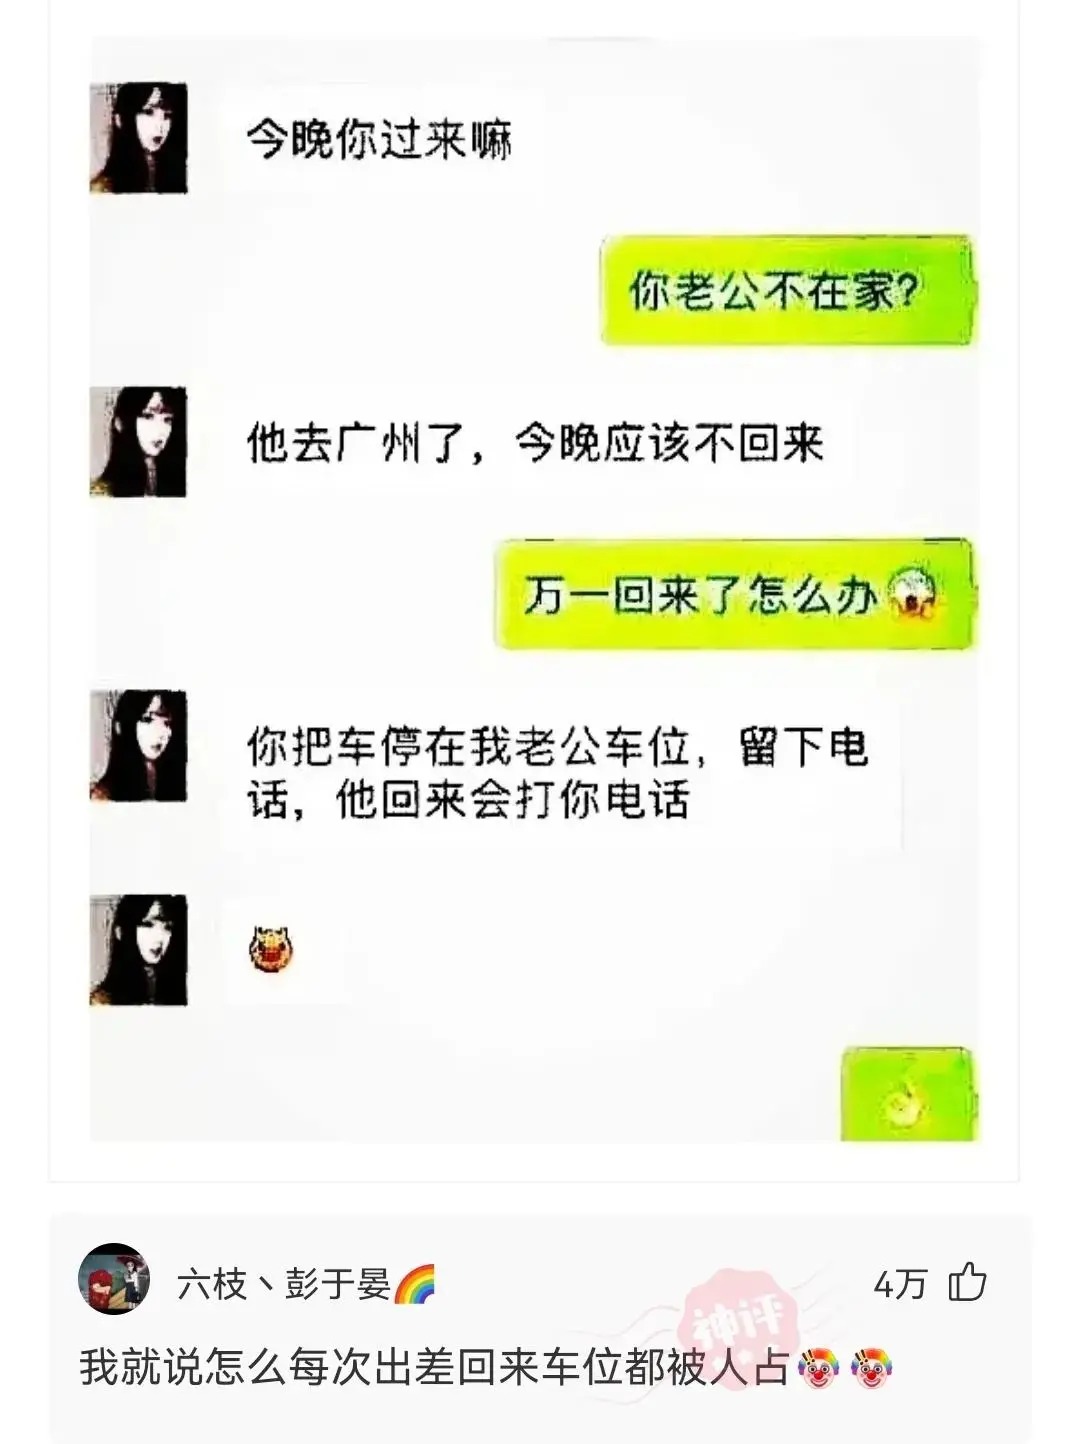 今晚你过来嘛
你老公不在家?
他去广州了，今晚应该不回来
万一回来了怎么办😱
你把车停在我老公车位，留下电
话，他回来会打你电话
六枝丶彭于晏🌈
4万
神评
我就说怎么每次出差回来车位都被人占🤡🤡